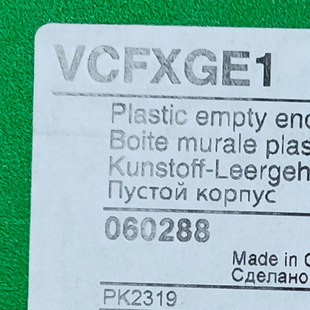 VCFXGE1
Plastic empty enc
Boite murale plas
Kunstoff-Leergeh
Пустой корпус
060288
Made in C
Сделано
PK2319